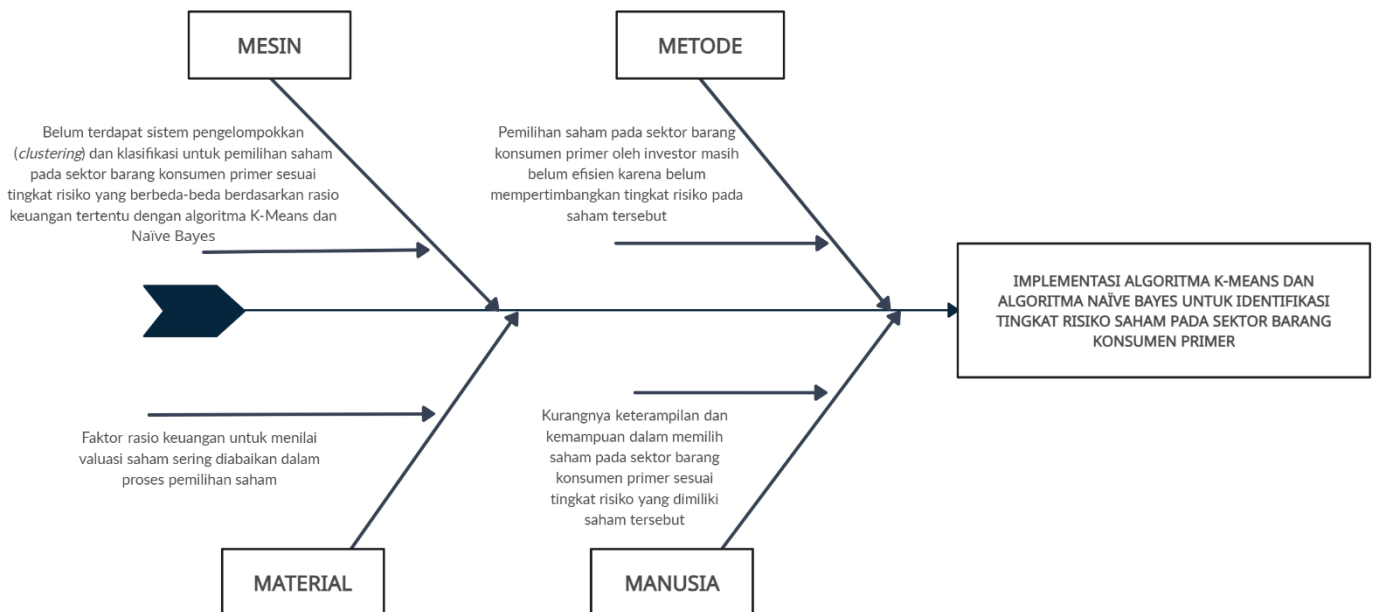 MESIN
METODE
Belum terdapat sistem pengelompokkan
(clustering) dan klasifikasi untuk pemilihan saham
pada sektor barang konsumen primer sesuai
tingkat risiko yang berbeda-beda berdasarkan rasio
keuangan tertentu dengan algoritma K-Means dan
Naïve Bayes
Pemilihan saham pada sektor barang
konsumen primer oleh investor masih
belum efisien karena belum
mempertimbangkan tingkat risiko pada
saham tersebut
IMPLEMENTASI ALGORITMA K-MEANS DAN
ALGORITMA NAÏVE BAYES UNTUK IDENTIFIKASI
TINGKAT RISIKO SAHAM PADA SEKTOR BARANG
KONSUMEN PRIMER
Faktor rasio keuangan untuk menilai
valuasi saham sering diabaikan dalam
proses pemilihan saham
Kurangnya keterampilan dan
kemampuan dalam memilih
saham pada sektor barang
konsumen primer sesuai
tingkat risiko yang dimiliki
saham tersebut
MATERIAL
MANUSIA